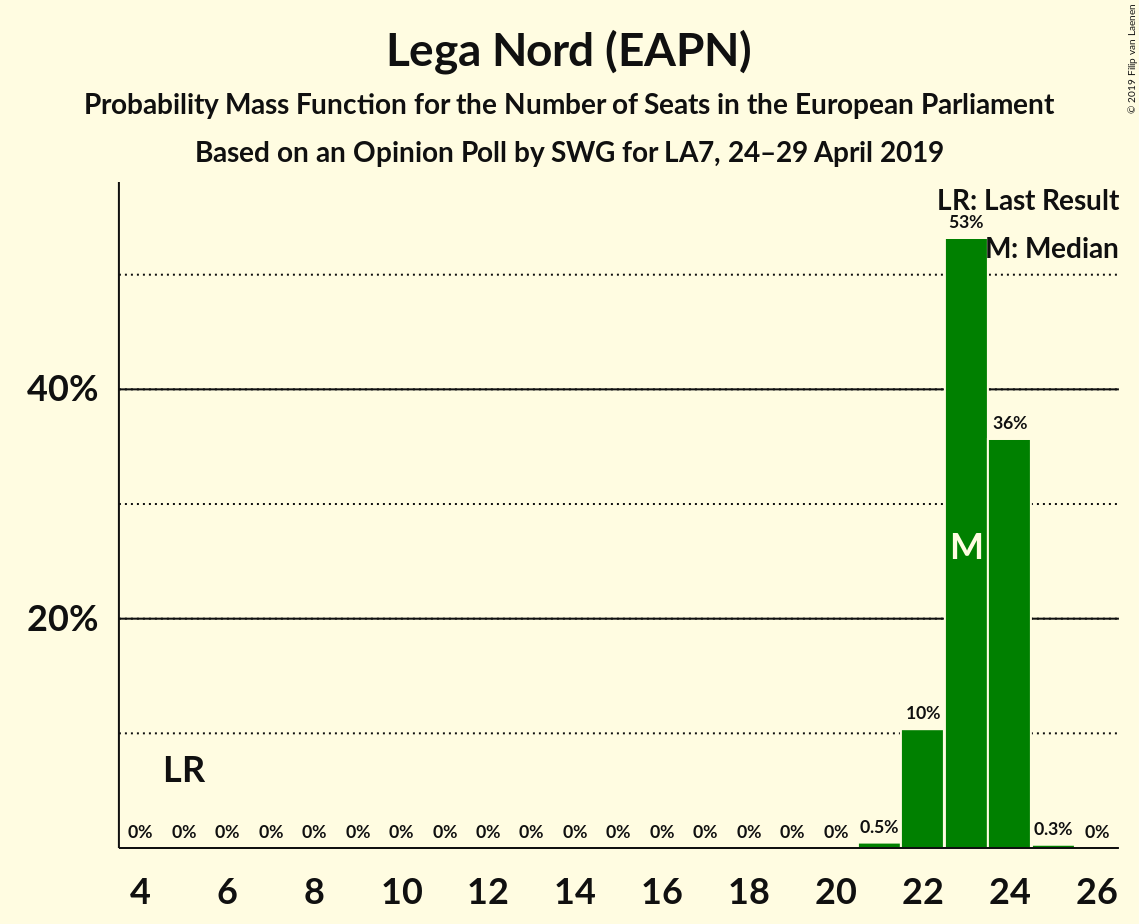 Lega Nord (EAPN)
Probability Mass Function for the Number of Seats in the European Parliament
Based on an Opinion Poll by SWG for LA7, 24–29 April 2019
© 2019 Filip van Laenen
LR: Last Result
M: Median
53%
40%
36%
M
20%
10%
LR
0% 0% 0% 0% 0% 0% 0% 0% 0% 0% 0% 0% 0% 0% 0% 0% 0% 0.5% 0.3% 0%
4 6 8 10 12 14 16 18 20 22 24 26